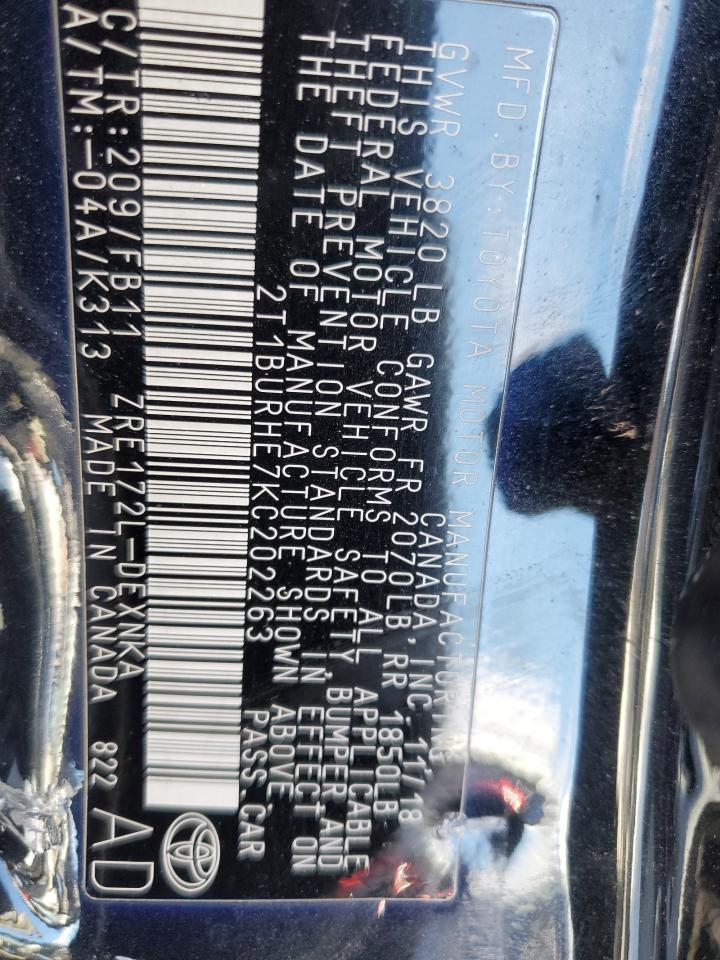 MFD. BY: TOYOTA MOTOR MANUFACTURING
CANADA, INC. 11/18
GVWR 3820 LB GAWR FR 2070LB, RR 1850LB
THIS VEHICLE CONFORMS TO ALL APPLICABLE
FEDERAL MOTOR VEHICLE SAFETY, BUMPER AND
THEFT PREVENTION STANDARDS IN EFFECT ON
THE DATE OF MANUFACTURE SHOWN ABOVE.
2T1BURHE7KC202263 PASS CAR
C/TR:209/FB11 ZRE172L-DEXNKA
A/TM:-04A/K313 MADE IN CANADA 822
AD